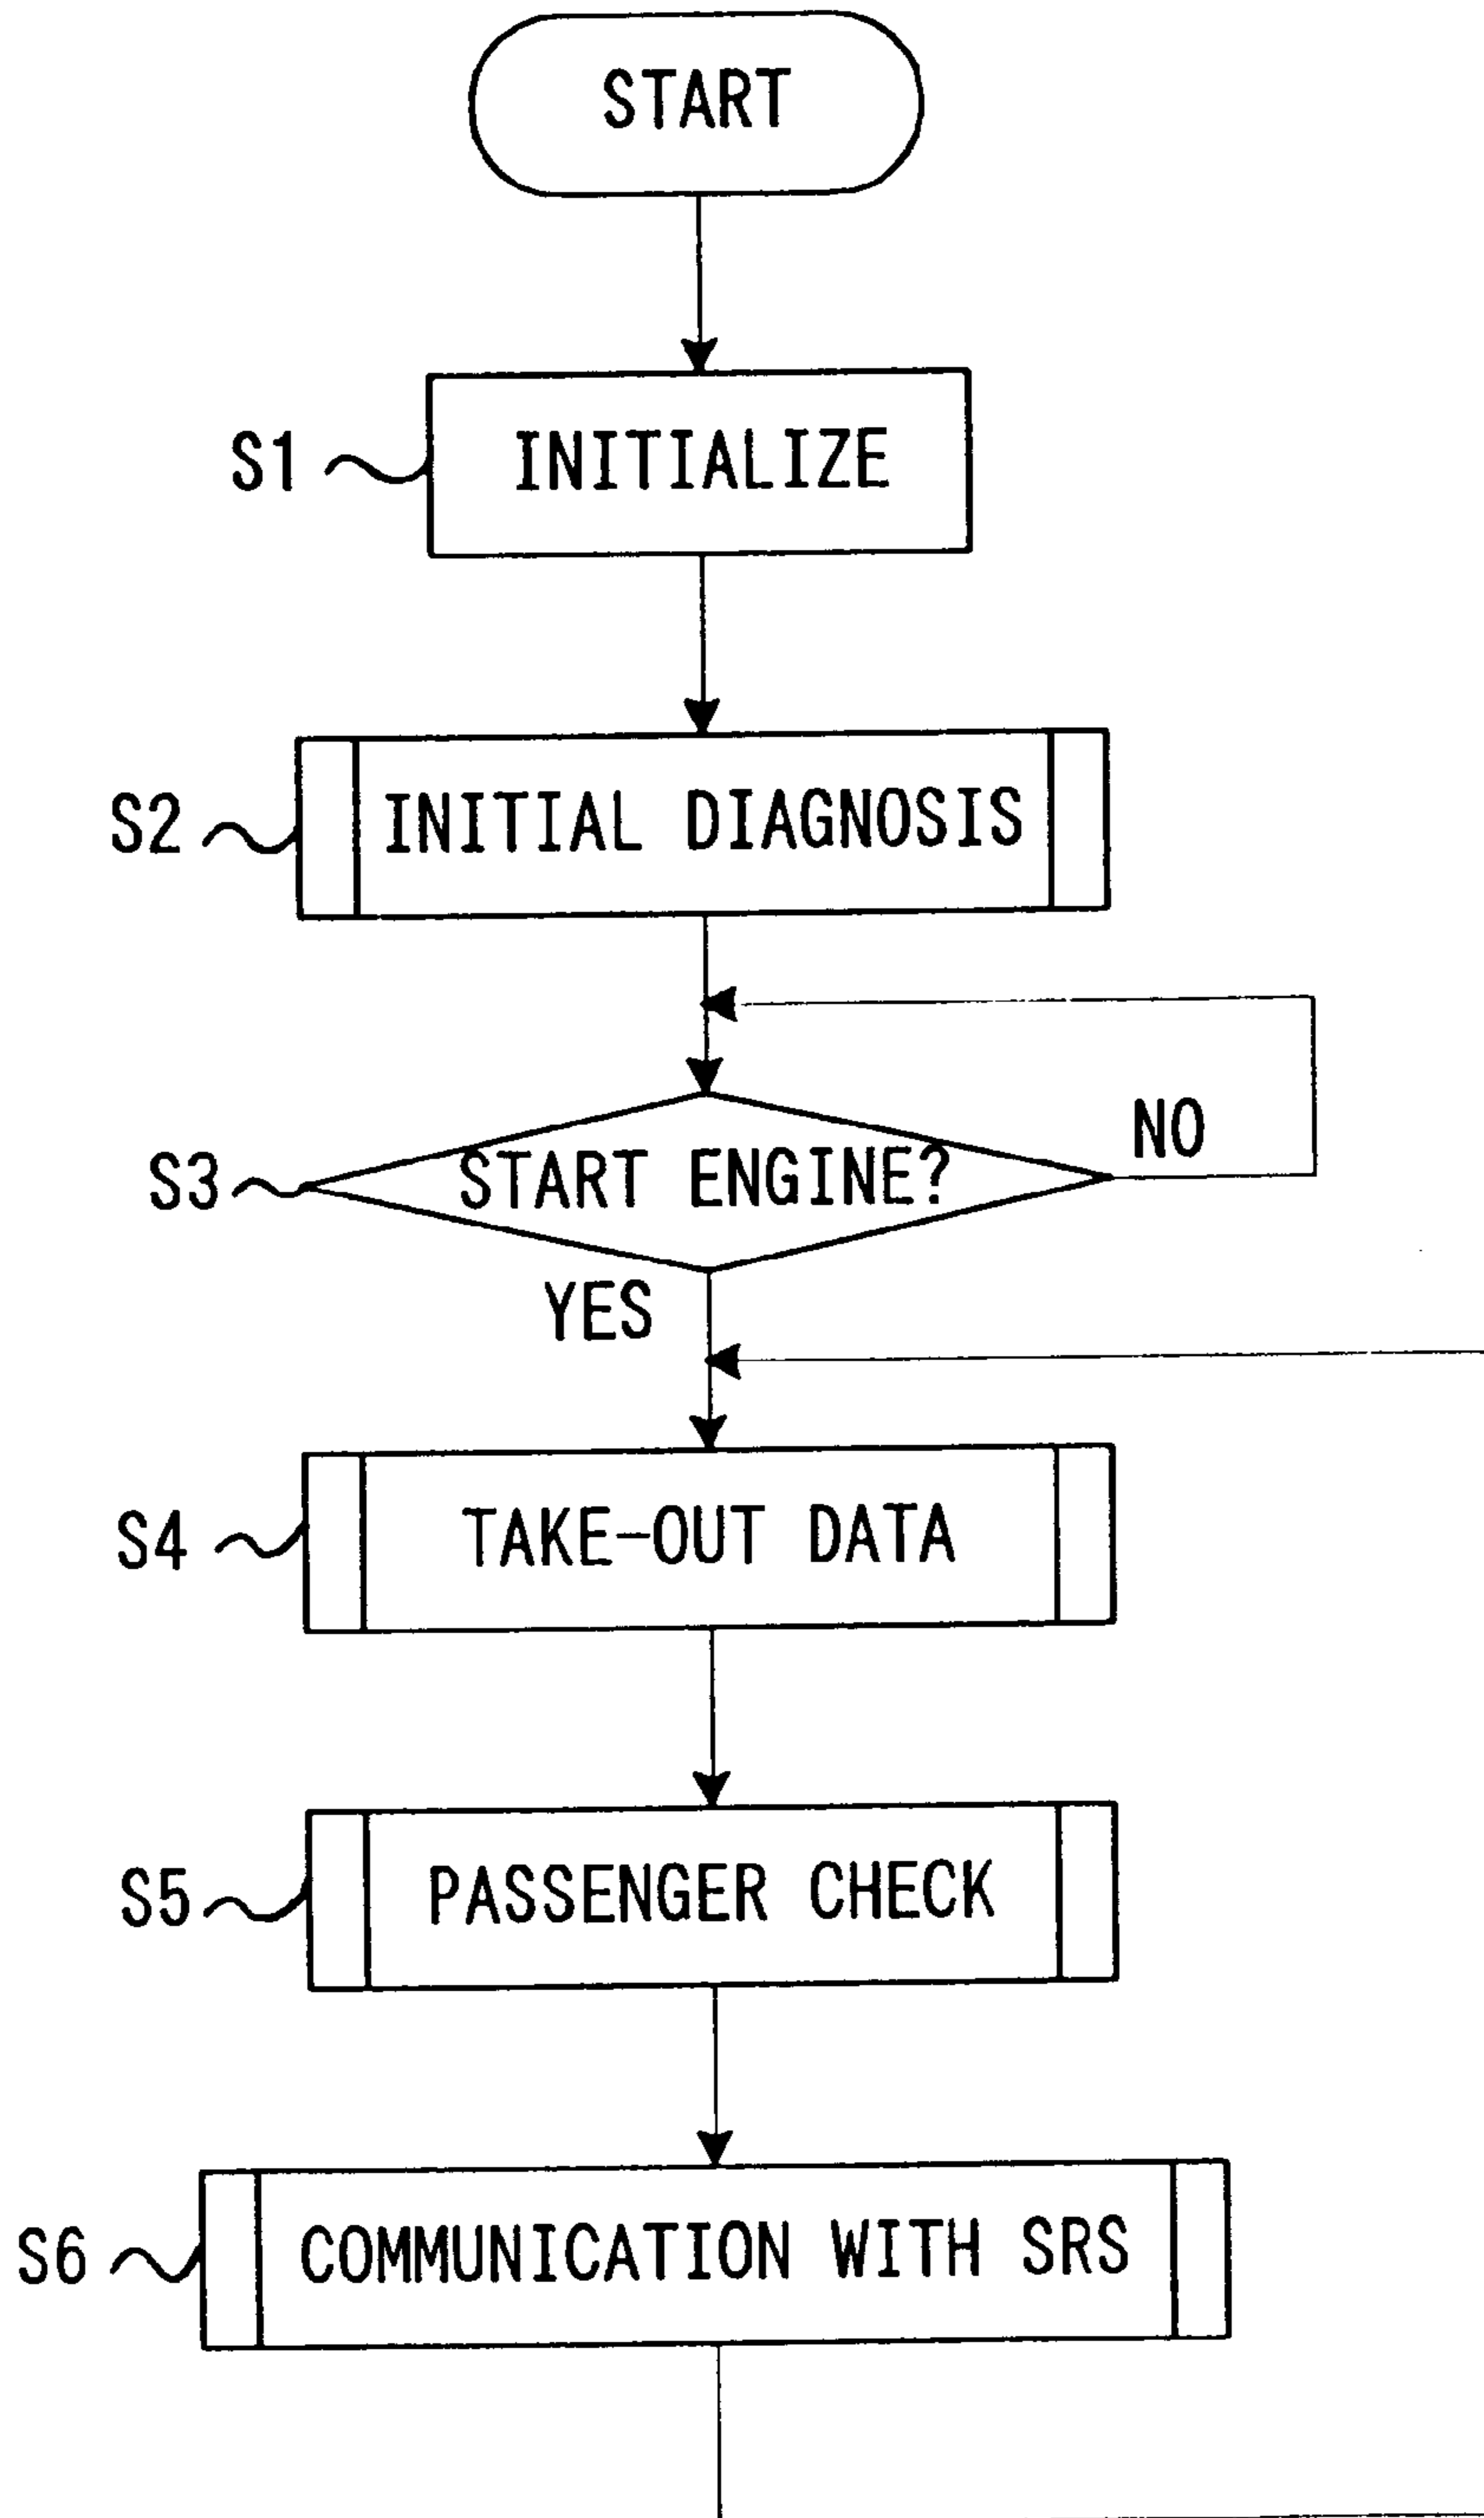 START
S1
INITIALIZE
S2
INITIAL DIAGNOSIS
NO
S3
START ENGINE?
YES
S4
TAKE-OUT DATA
S5
PASSENGER CHECK
S6
COMMUNICATION WITH SRS